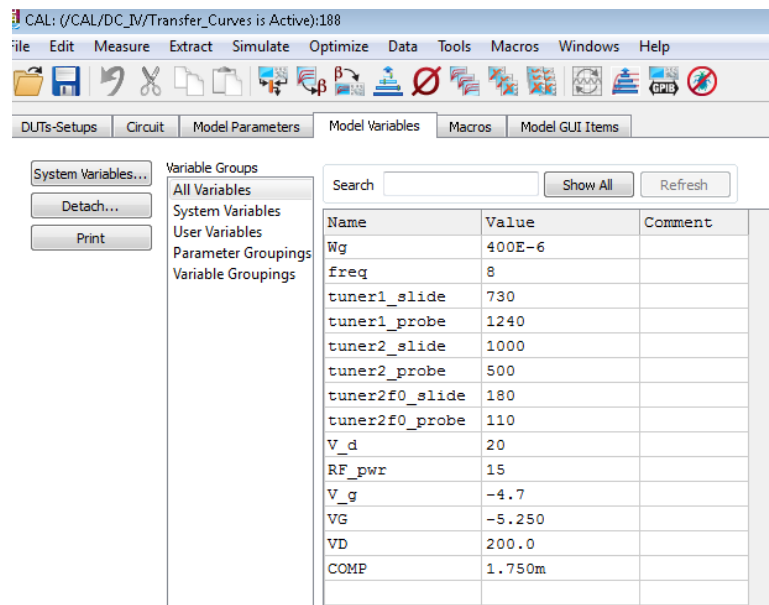 CAL: (/CAL/DC_IV/Transfer_Curves is Active):188
File Edit Measure Extract Simulate Optimize Data Tools Macros Windows Help
β β GPIB
DUTs-Setups Circuit Model Parameters Model Variables Macros Model GUI Items
System Variables...
Detach...
Print
Variable Groups
All Variables
System Variables
User Variables
Parameter Groupings
Variable Groupings
Search Show All Refresh
Name Value Comment
Wg 400E-6
freq 8
tuner1_slide 730
tuner1_probe 1240
tuner2_slide 1000
tuner2_probe 500
tuner2f0_slide 180
tuner2f0_probe 110
V_d 20
RF_pwr 15
V_g -4.7
VG -5.250
VD 200.0
COMP 1.750m